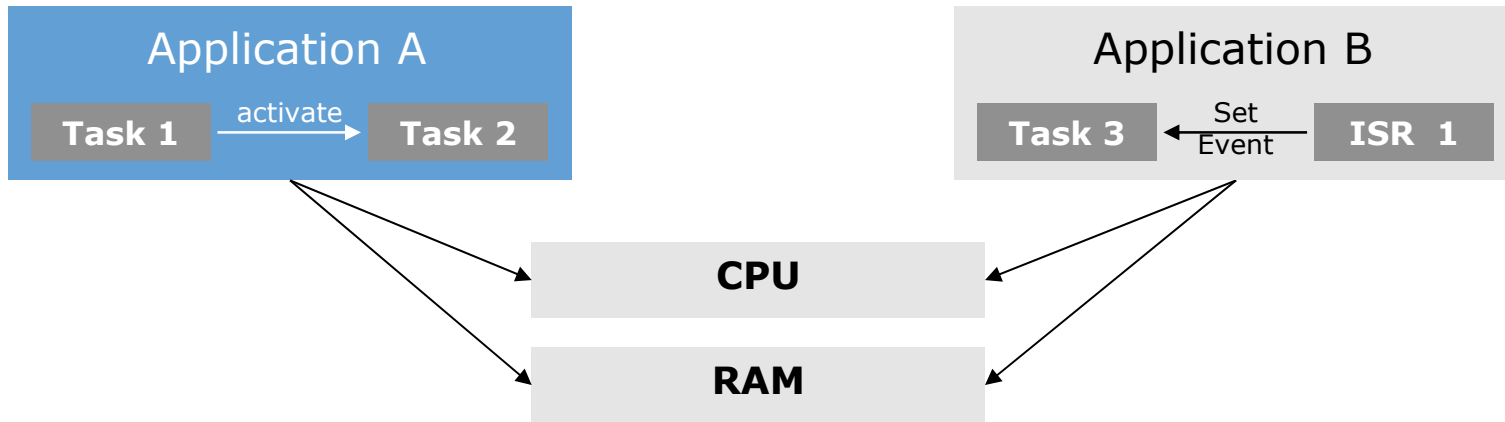 Application A
Task 1
activate
Task 2
Application B
Task 3
Set
Event
ISR 1
CPU
RAM